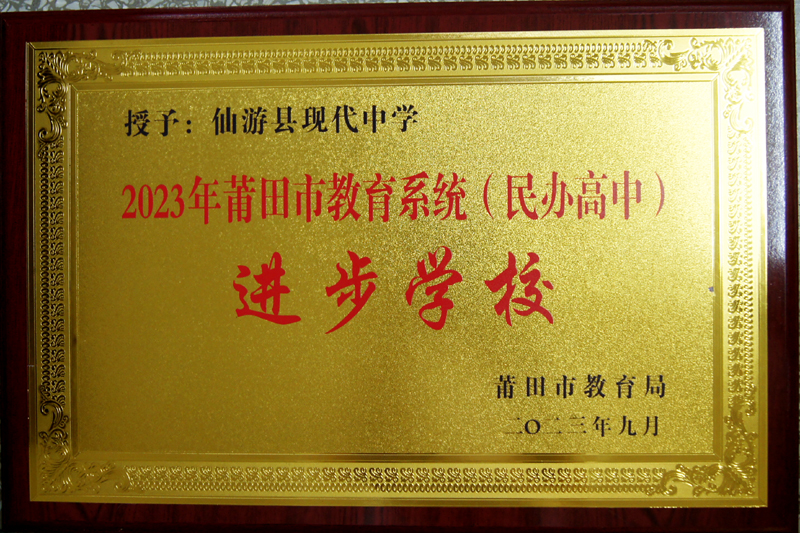 授予：仙游县现代中学
2023年莆田市教育系统（民办高中）
进步学校
莆田市教育局
二〇二三年九月